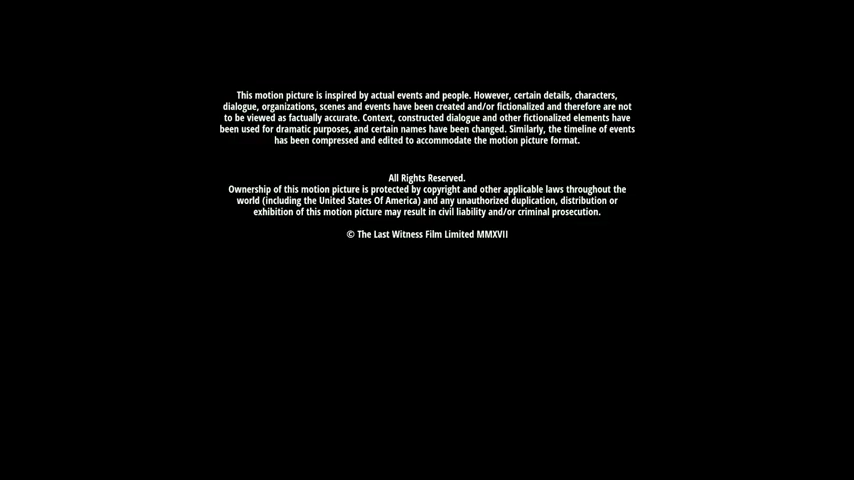 This motion picture is inspired by actual events and people. However, certain details, characters,
dialogue, organizations, scenes and events have been created and/or fictionalized and therefore are not
to be viewed as factually accurate. Context, constructed dialogue and other fictionalized elements have
been used for dramatic purposes, and certain names have been changed. Similarly, the timeline of events
has been compressed and edited to accommodate the motion picture format.
All Rights Reserved.
Ownership of this motion picture is protected by copyright and other applicable laws throughout the
world (including the United States Of America) and any unauthorized duplication, distribution or
exhibition of this motion picture may result in civil liability and/or criminal prosecution.
© The Last Witness Film Limited MMXVII